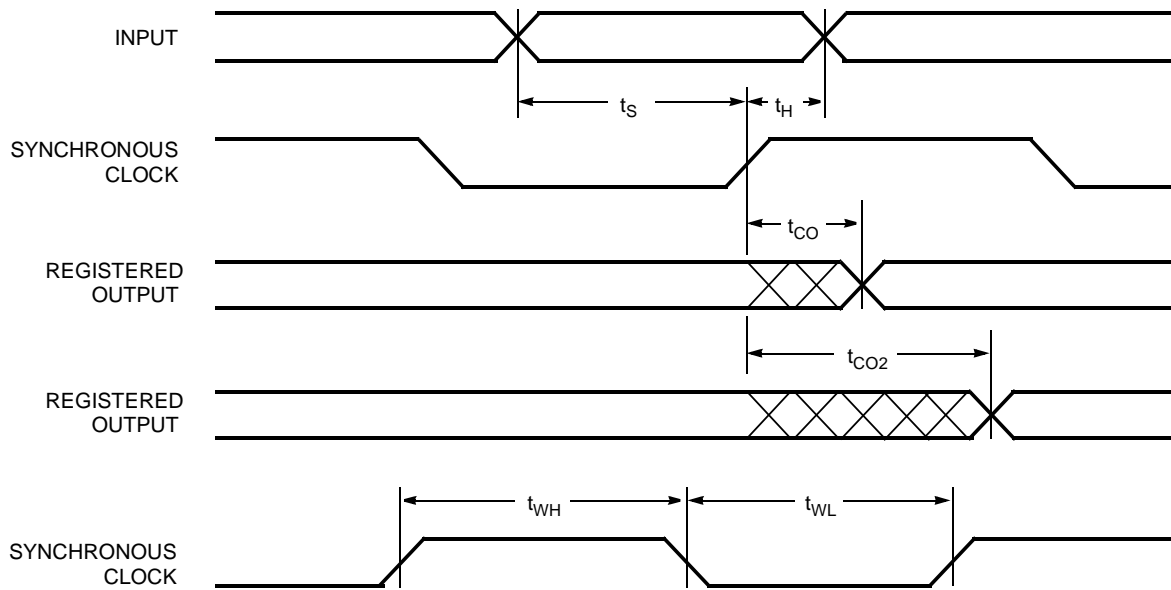 INPUT
tS
tH
SYNCHRONOUS
CLOCK
tCO
REGISTERED
OUTPUT
tCO2
REGISTERED
OUTPUT
tWH
tWL
SYNCHRONOUS
CLOCK